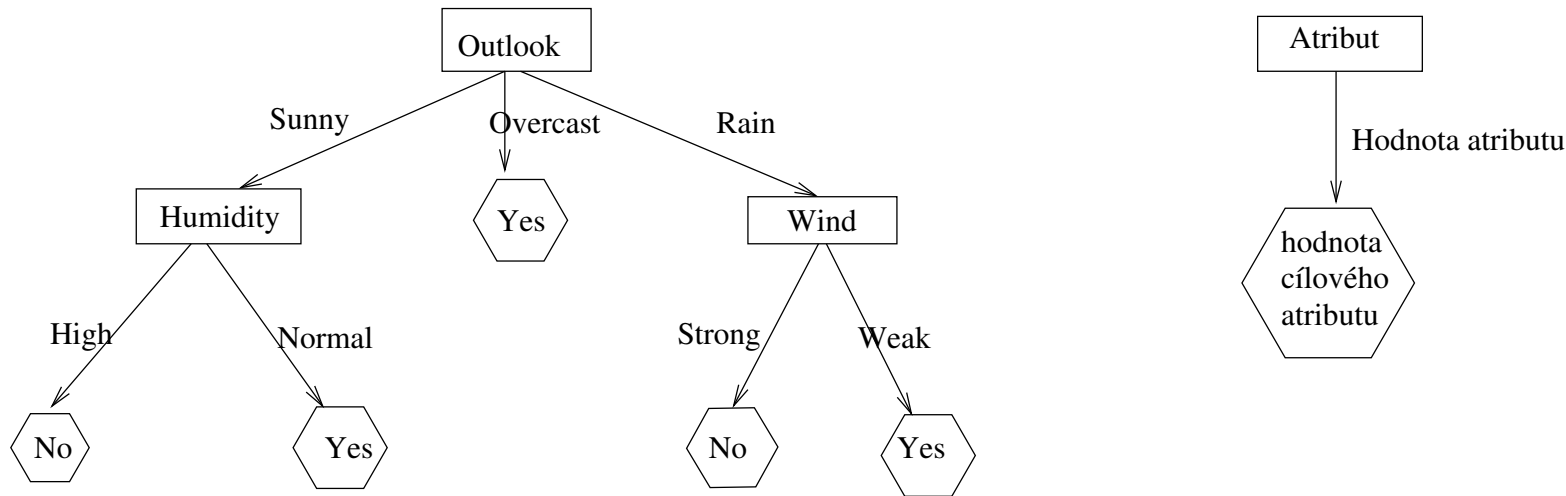 Outlook
Sunny
Overcast
Rain
Humidity
Yes
Wind
High
Normal
Strong
Weak
No
Yes
No
Yes
Atribut
Hodnota atributu
hodnota
cílového
atributu